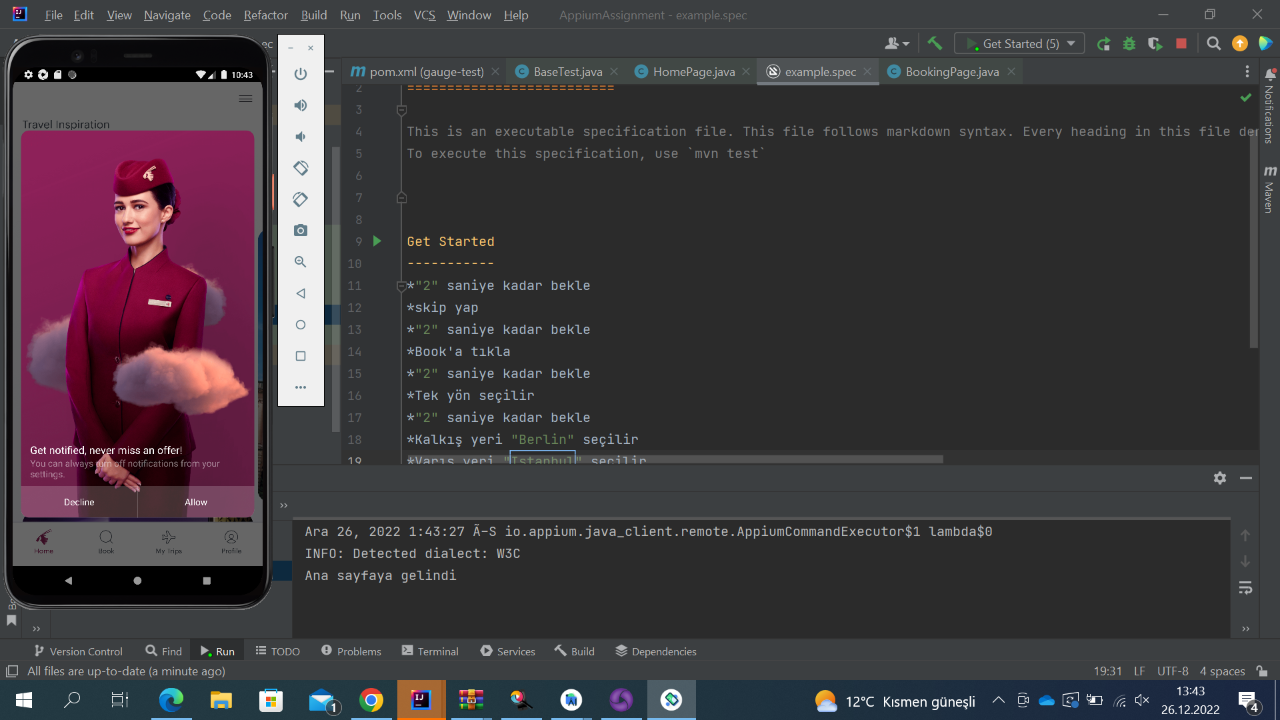 File Edit View Navigate Code Refactor Build Run Tools VCS Window Help AppiumAssignment - example.spec
Get Started (5)
pom.xml (gauge-test) BaseTest.java HomePage.java example.spec BookingPage.java
10:43
Travel Inspiration
Get notified, never miss an offer!
You can always turn off notifications from your
settings.
Decline Allow
Home Book My Trips Profile
2 =========================
3
4 This is an executable specification file. This file follows markdown syntax. Every heading in this file
5 To execute this specification, use `mvn test`
6
7
8
9 Get Started
10 -----------
11 *"2" saniye kadar bekle
12 *skip yap
13 *"2" saniye kadar bekle
14 *Book'a tıkla
15 *"2" saniye kadar bekle
16 *Tek yön seçilir
17 *"2" saniye kadar bekle
18 *Kalkış yeri "Berlin" seçilir
19 *Varış yeri "Istanbul" seçilir
Notifications
Maven
Ara 26, 2022 1:43:27 Ã-S io.appium.java_client.remote.AppiumCommandExecutor$1 lambda$0
INFO: Detected dialect: W3C
Ana sayfaya gelindi
Version Control Find Run TODO Problems Terminal Services Build Dependencies
All files are up-to-date (a minute ago) 19:31 LF UTF-8 4 spaces
1 12°C Kısmen güneşli 13:43
26.12.2022 4